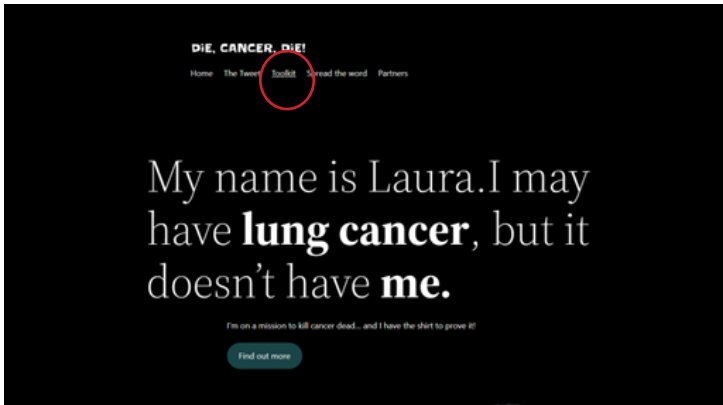 DiE, CANCER, DiE!
Home The Tweet Toolkit Spread the word Partners
My name is Laura.I may
have lung cancer, but it
doesn't have me.
I'm on a mission to kill cancer dead... and I have the shirt to prove it!
Find out more